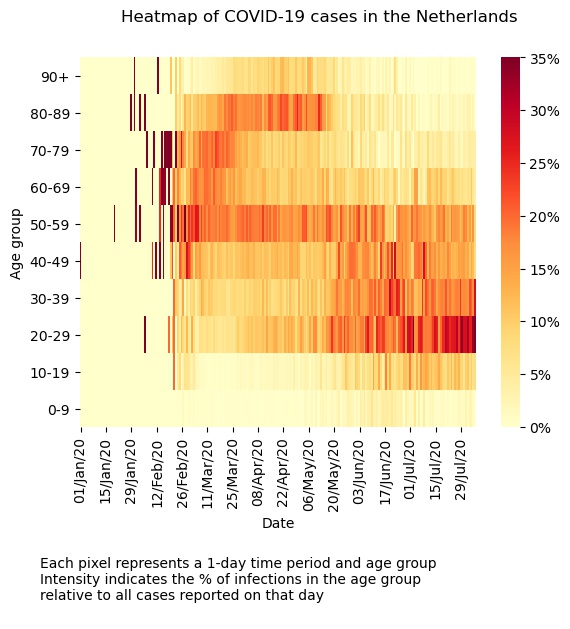 Heatmap of COVID-19 cases in the Netherlands
35%
30%
25%
20%
15%
10%
5%
0%
Age group
90+
80-89
70-79
60-69
50-59
40-49
30-39
20-29
10-19
0-9
01/Jan/20
15/Jan/20
29/Jan/20
12/Feb/20
26/Feb/20
11/Mar/20
25/Mar/20
08/Apr/20
22/Apr/20
06/May/20
20/May/20
03/Jun/20
17/Jun/20
01/Jul/20
15/Jul/20
29/Jul/20
Date
Each pixel represents a 1-day time period and age group
Intensity indicates the % of infections in the age group
relative to all cases reported on that day